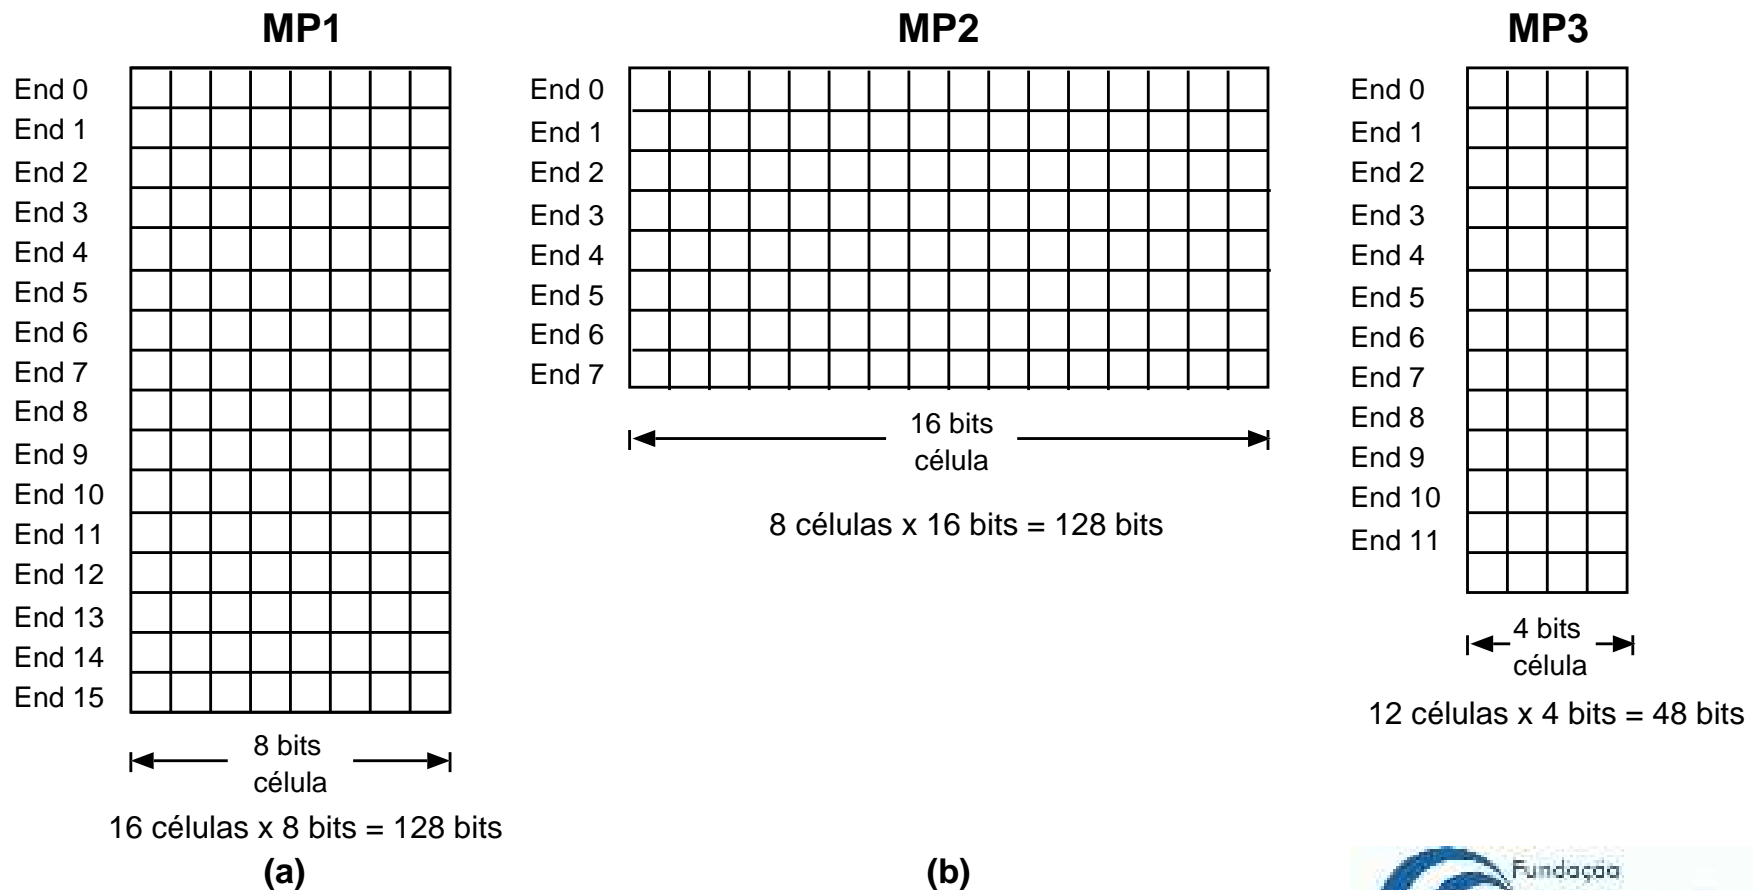 MP1
End 0
End 1
End 2
End 3
End 4
End 5
End 6
End 7
End 8
End 9
End 10
End 11
End 12
End 13
End 14
End 15
8 bits
célula
16 células x 8 bits = 128 bits
(a)
MP2
End 0
End 1
End 2
End 3
End 4
End 5
End 6
End 7
16 bits
célula
8 células x 16 bits = 128 bits
(b)
MP3
End 0
End 1
End 2
End 3
End 4
End 5
End 6
End 7
End 8
End 9
End 10
End 11
4 bits
célula
12 células x 4 bits = 48 bits
Fundação